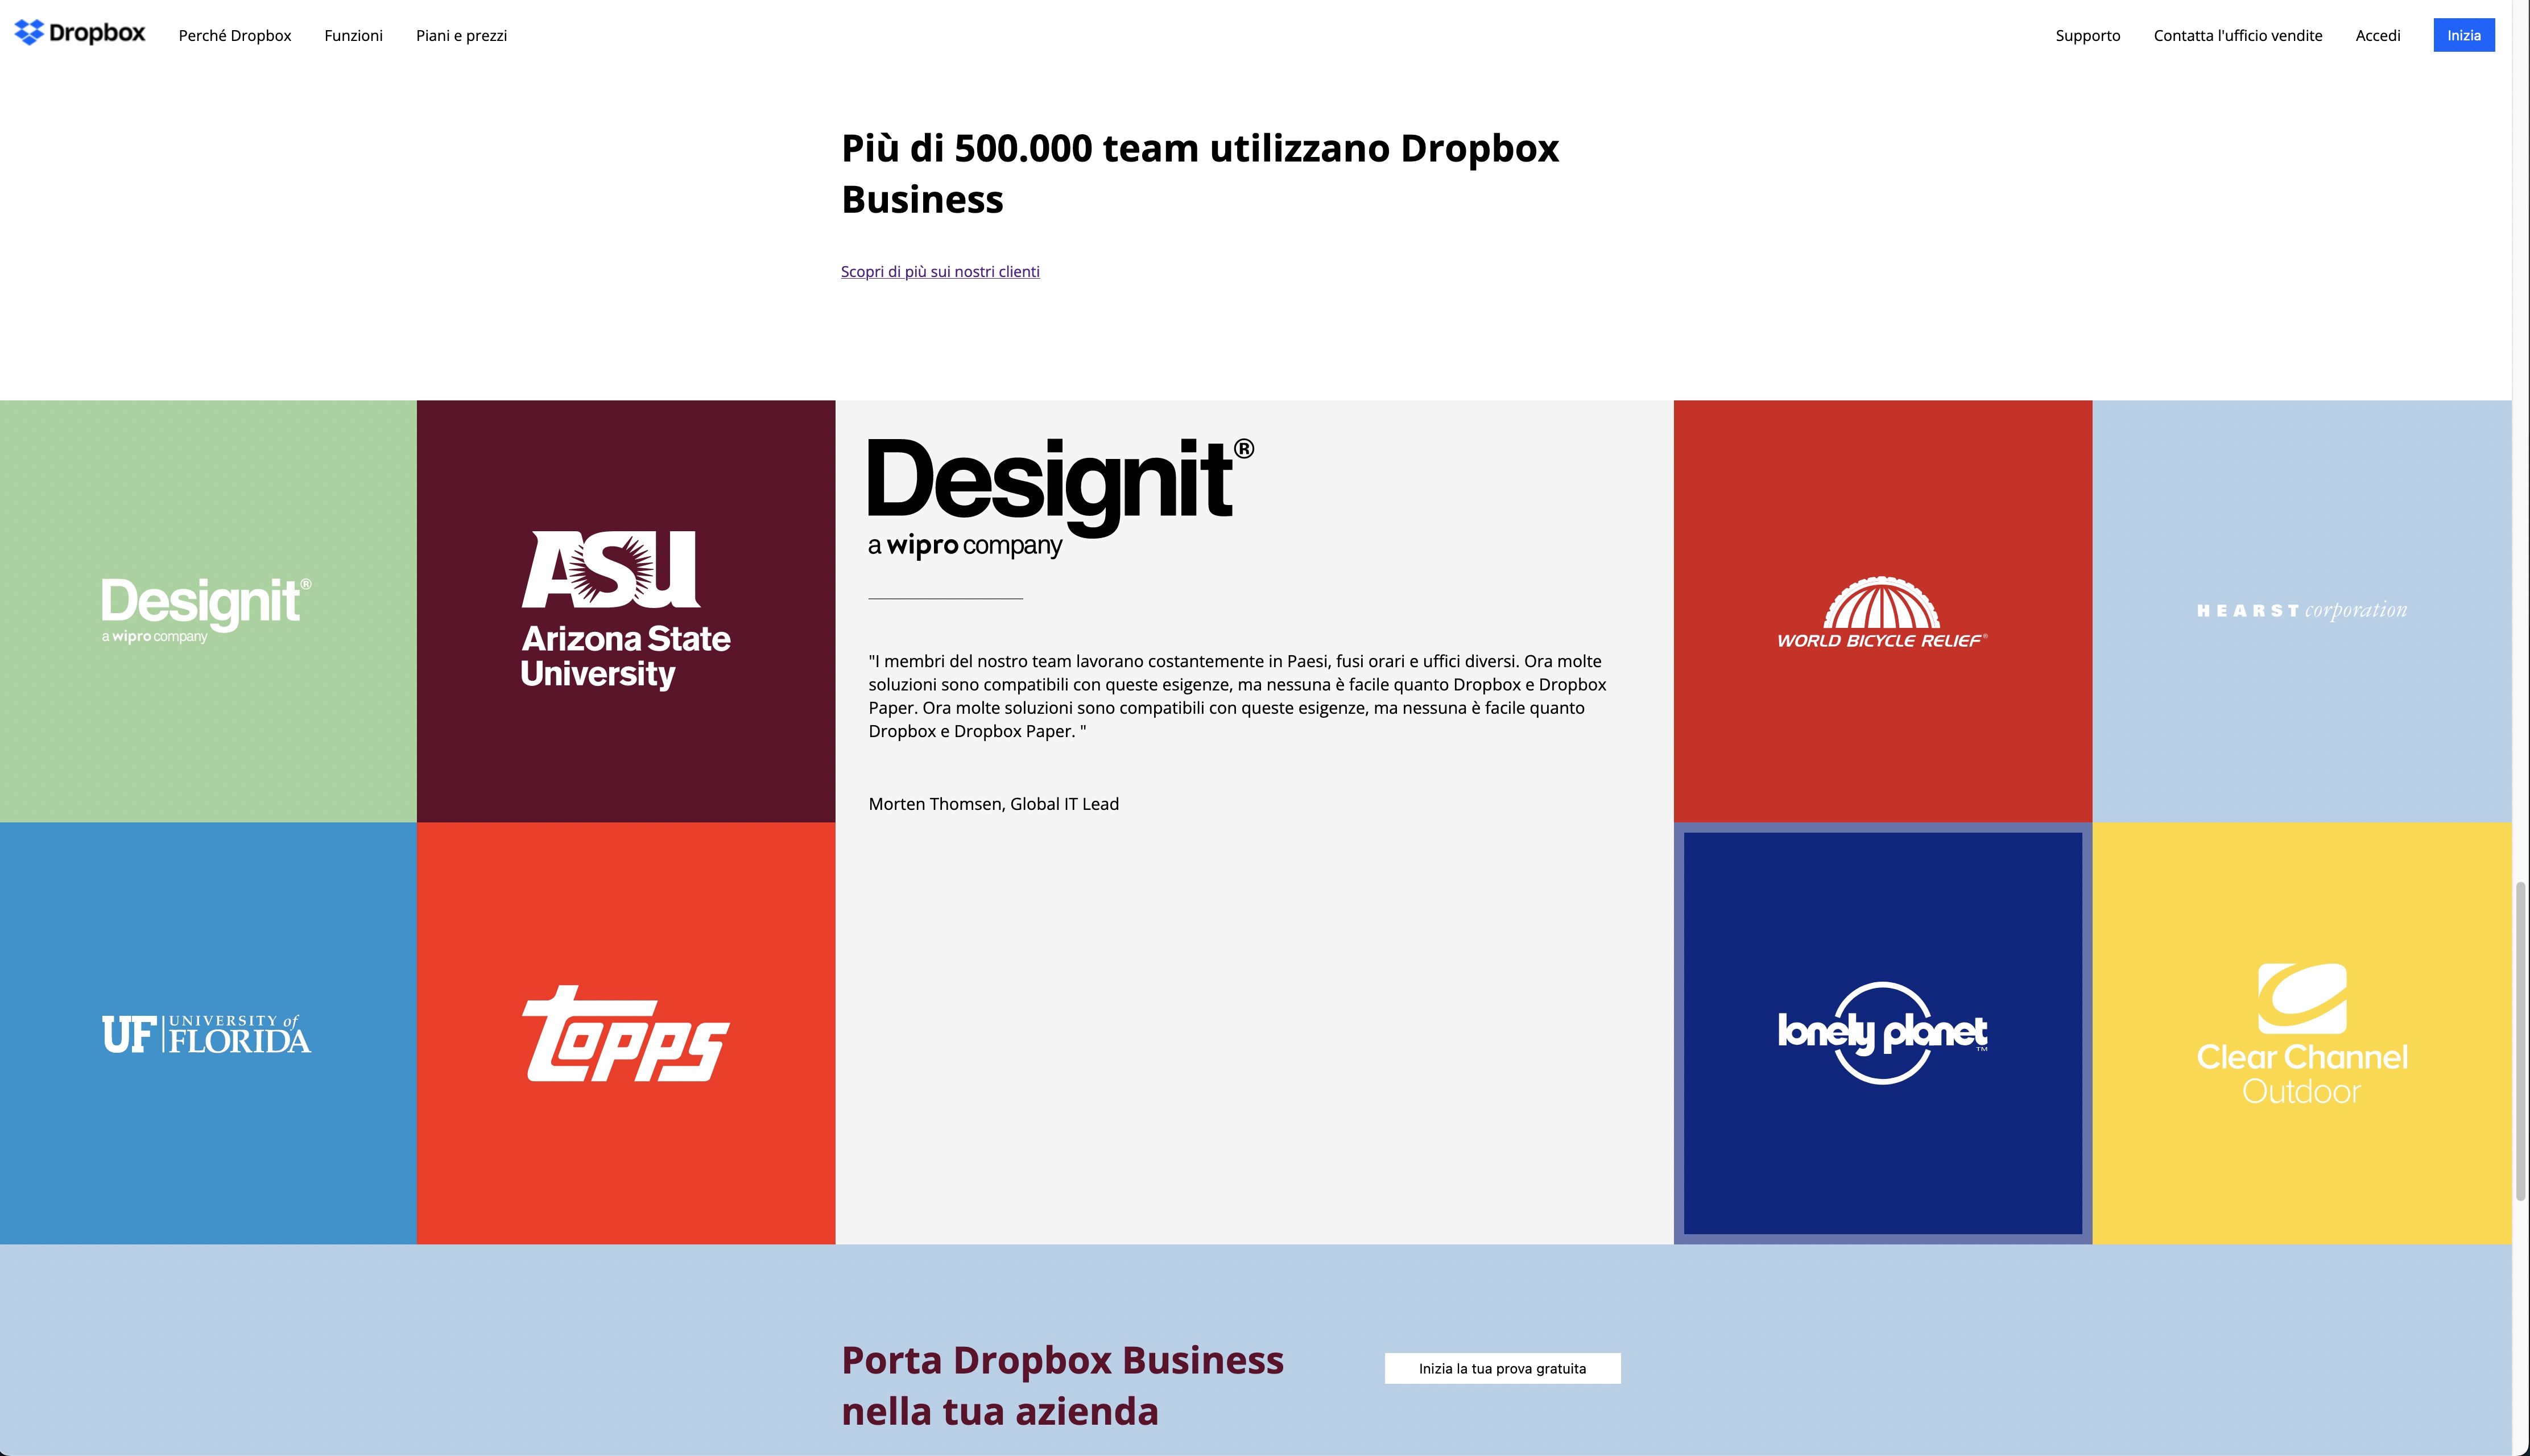 Dropbox
Perché Dropbox
Funzioni
Piani e prezzi
Supporto
Contatta l'ufficio vendite
Accedi
Inizia
Più di 500.000 team utilizzano Dropbox
Business
Scopri di più sui nostri clienti
Designit®
a wipro company
ASU
Arizona State
University
Designit®
a wipro company
"I membri del nostro team lavorano costantemente in Paesi, fusi orari e uffici diversi. Ora molte
soluzioni sono compatibili con queste esigenze, ma nessuna è facile quanto Dropbox e Dropbox
Paper. Ora molte soluzioni sono compatibili con queste esigenze, ma nessuna è facile quanto
Dropbox e Dropbox Paper. "
Morten Thomsen, Global IT Lead
WORLD BICYCLE RELIEF®
HEARST corporation
UF UNIVERSITY of
FLORIDA
topps
lonely planet™
Clear Channel
Outdoor
Porta Dropbox Business
nella tua azienda
Inizia la tua prova gratuita